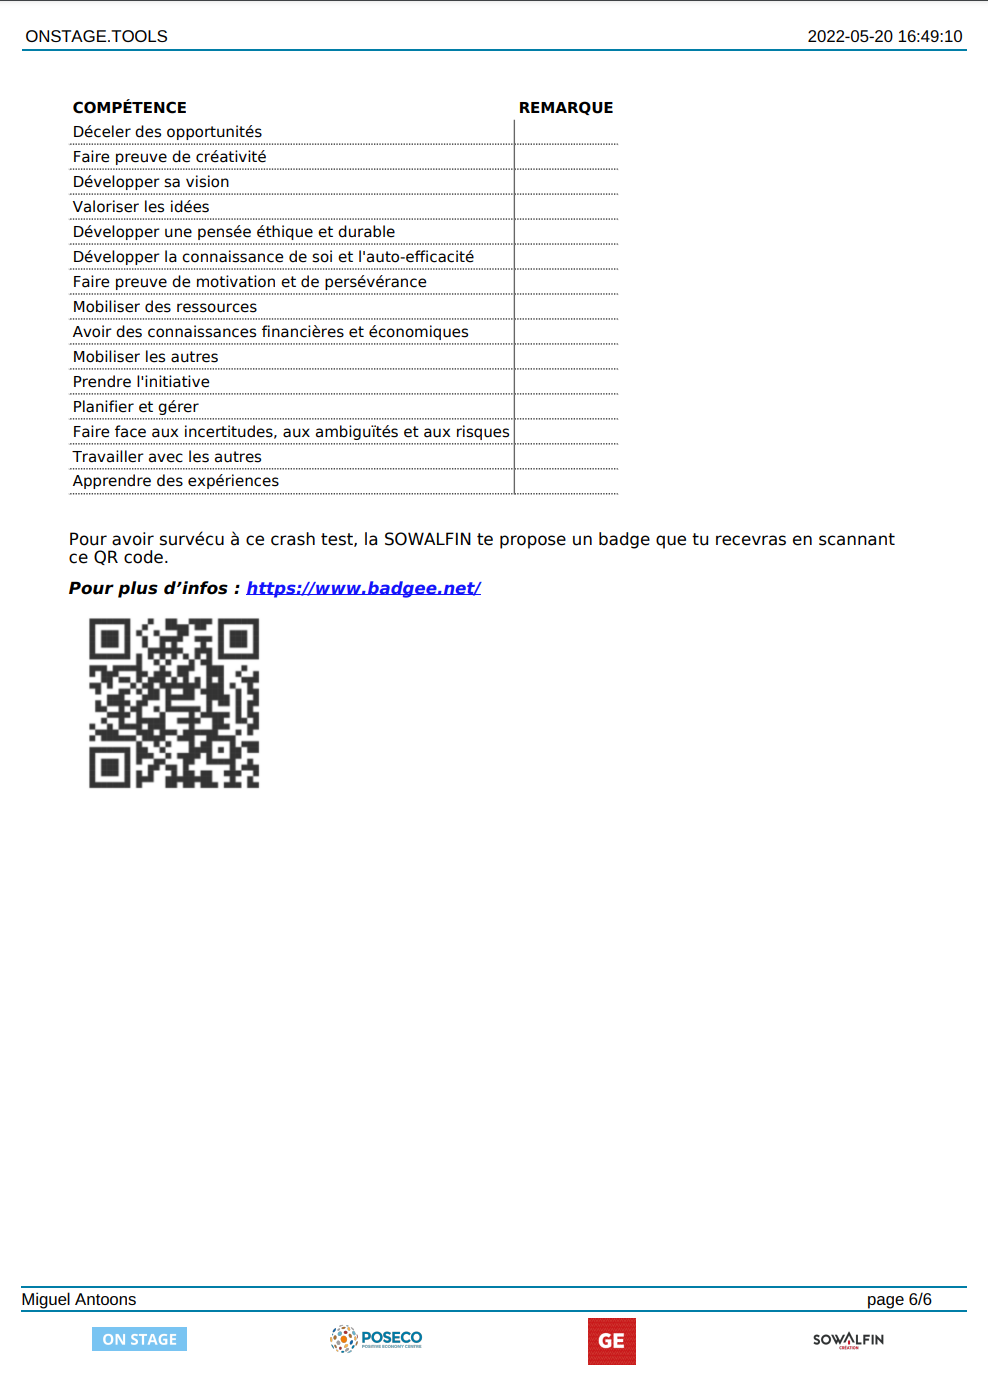 ONSTAGE.TOOLS 2022-05-20 16:49:10
COMPÉTENCE REMARQUE
Déceler des opportunités
Faire preuve de créativité
Développer sa vision
Valoriser les idées
Développer une pensée éthique et durable
Développer la connaissance de soi et l'auto-efficacité
Faire preuve de motivation et de persévérance
Mobiliser des ressources
Avoir des connaissances financières et économiques
Mobiliser les autres
Prendre l'initiative
Planifier et gérer
Faire face aux incertitudes, aux ambiguïtés et aux risques
Travailler avec les autres
Apprendre des expériences
Pour avoir survécu à ce crash test, la SOWALFIN te propose un badge que tu recevras en scannant
ce QR code.
Pour plus d’infos : https://www.badgee.net/
Miguel Antoons page 6/6
ON STAGE
POSECO
POSITIVE ECONOMY CENTRE
GE
SOWALFIN
CRÉATION